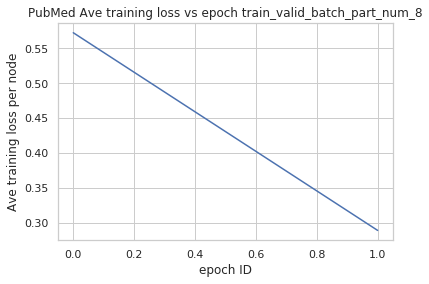 PubMed Ave training loss vs epoch train_valid_batch_part_num_8
Ave training loss per node
0.55
0.50
0.45
0.40
0.35
0.30
0.0 0.2 0.4 0.6 0.8 1.0
epoch ID